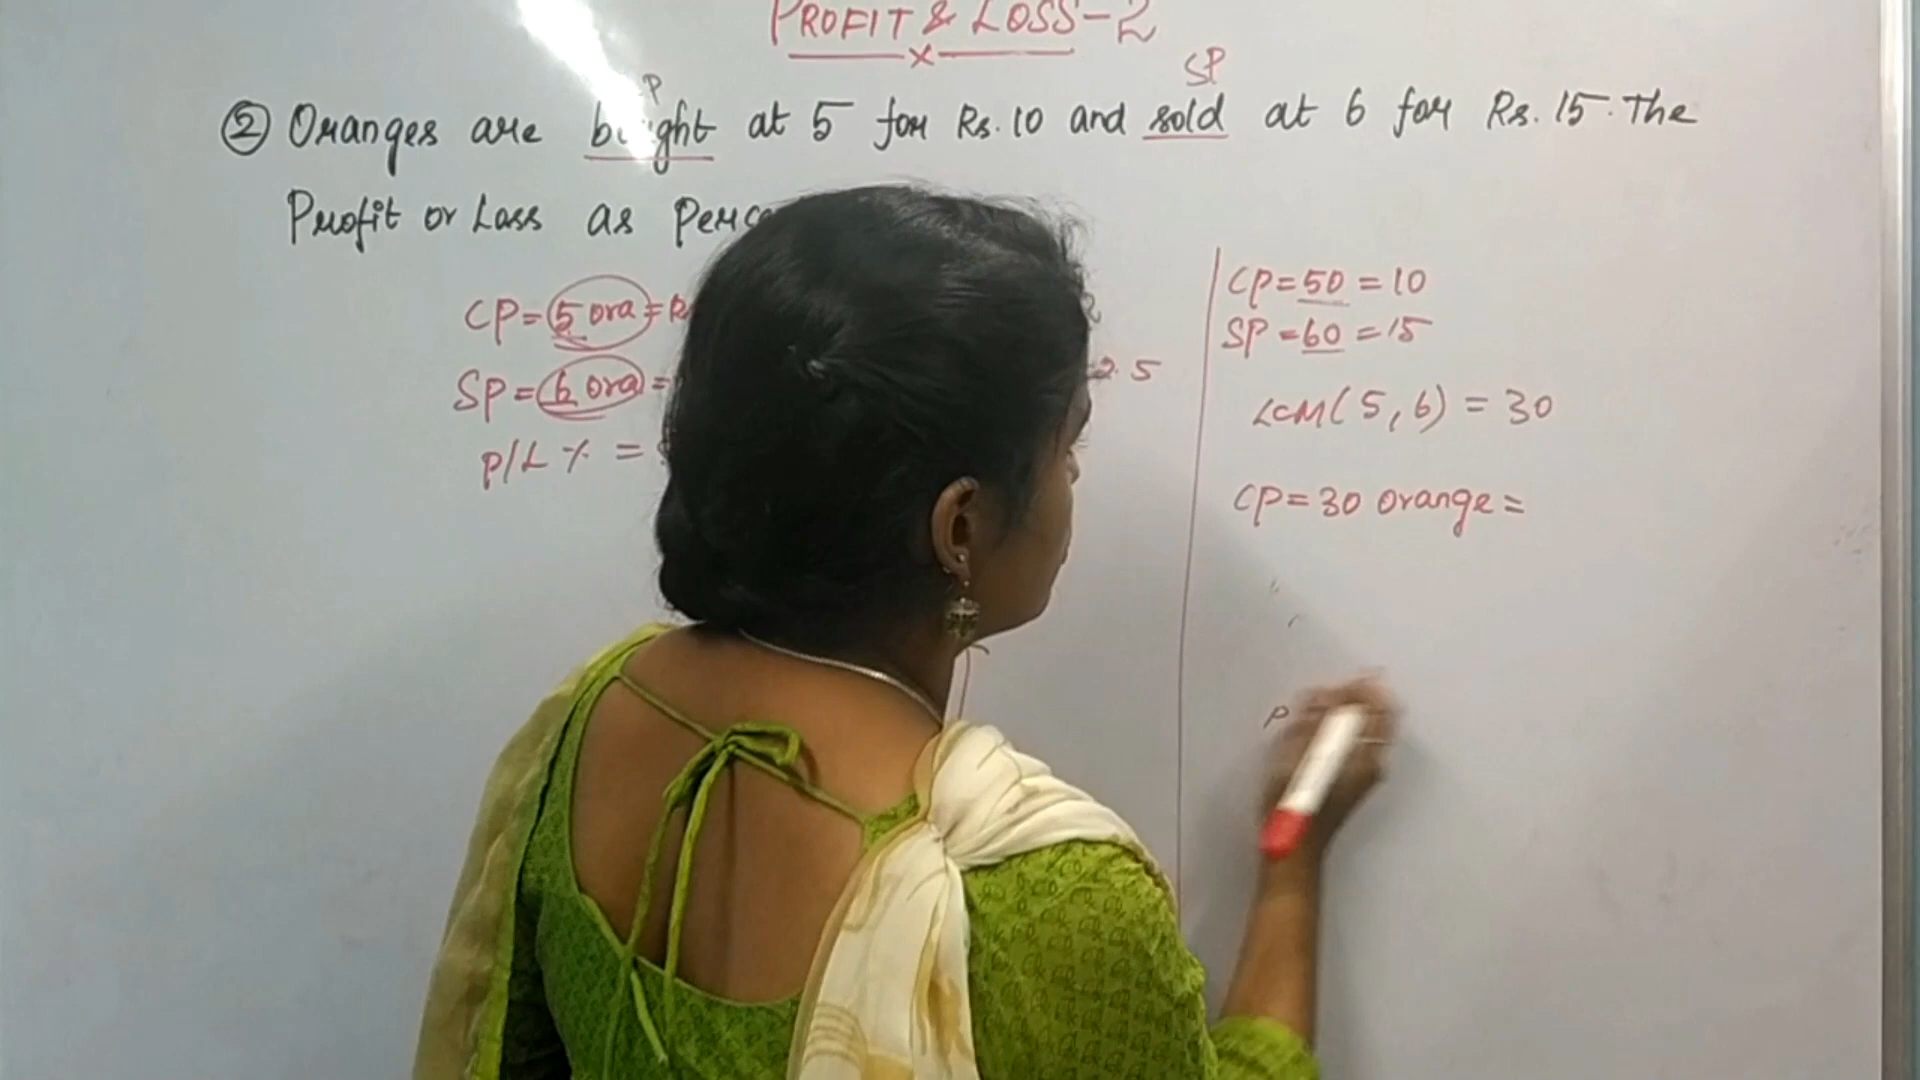 PROFIT & LOSS-2
x
P
SP
② Oranges are bought at 5 for Rs. 10 and sold at 6 for Rs. 15. The
Profit or Loss as
CP=5 ora=R
SP=6 ora=
P/L % =
2.5
CP=50=10
SP=60=15
LCM(5,6)=30
CP=30 orange=
P